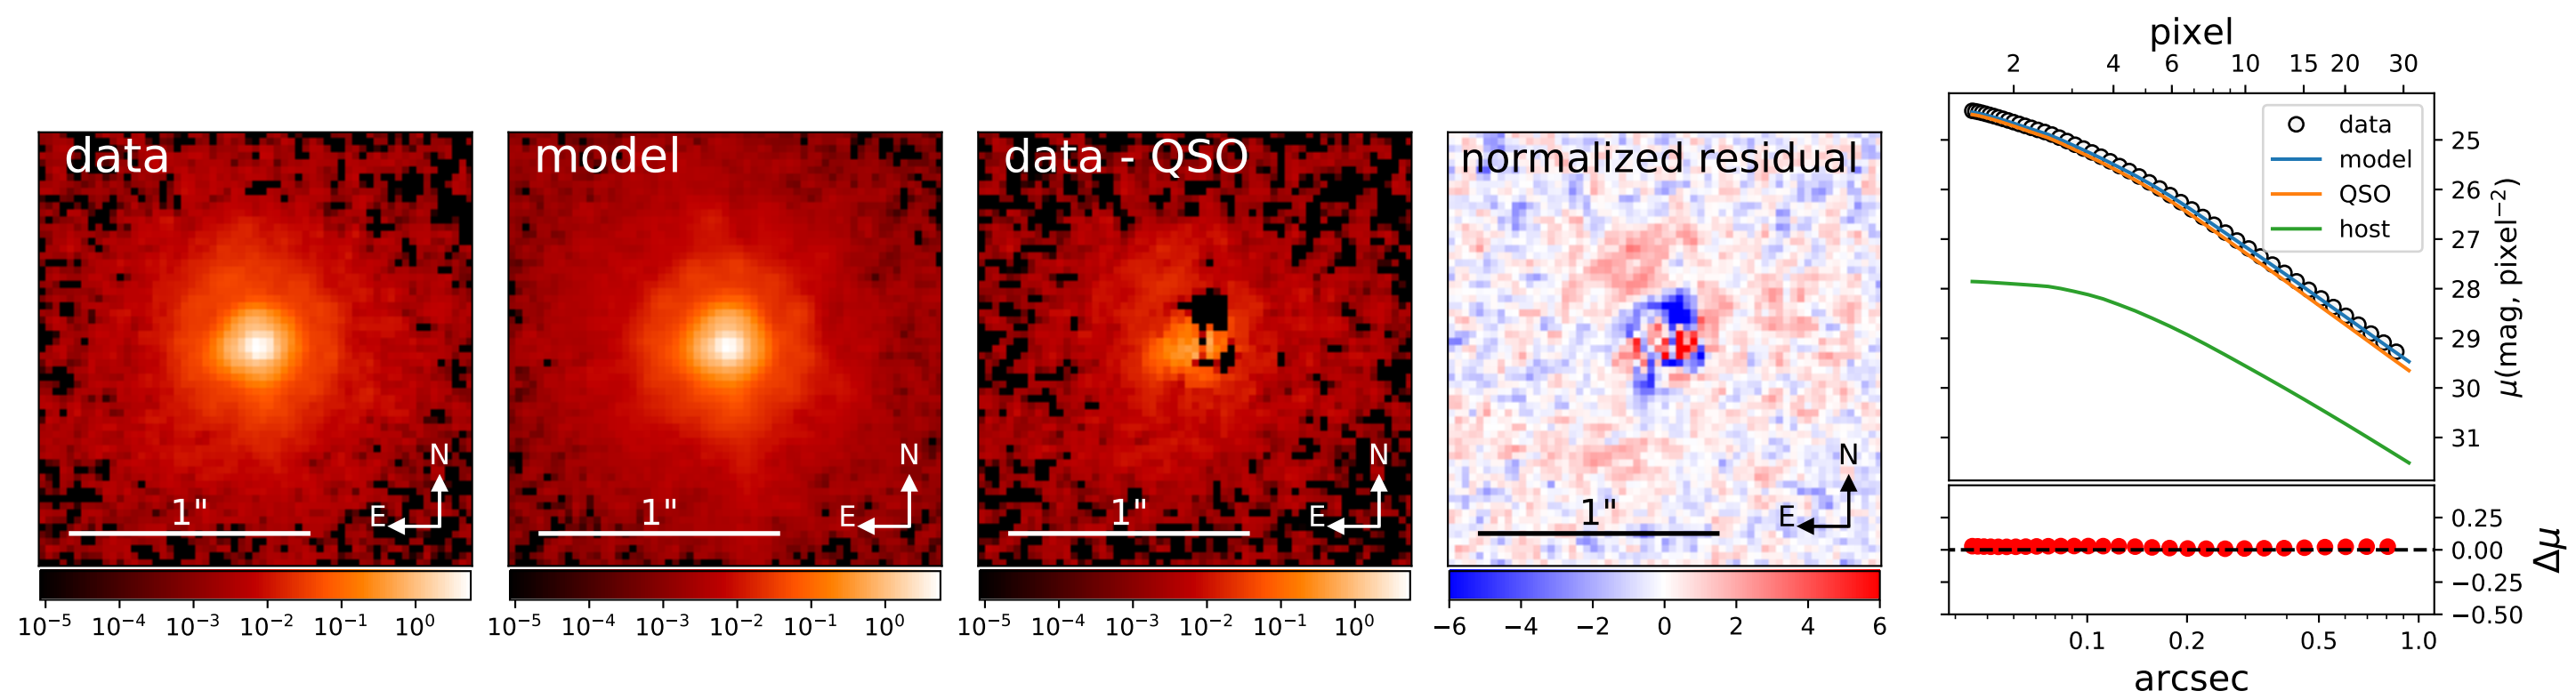 data
N
E
1"
10⁻⁵ 10⁻⁴ 10⁻³ 10⁻² 10⁻¹ 10⁰
model
N
E
1"
10⁻⁵ 10⁻⁴ 10⁻³ 10⁻² 10⁻¹ 10⁰
data - QSO
N
E
1"
10⁻⁵ 10⁻⁴ 10⁻³ 10⁻² 10⁻¹ 10⁰
normalized residual
N
E
1"
−6 −4 −2 0 2 4 6
pixel
2 4 6 10 15 20 30
data
model
QSO
host
25
26
27
28
29
30
31
μ(mag, pixel⁻²)
0.25
0.00
−0.25
−0.50
Δμ
0.1 0.2 0.5 1.0
arcsec